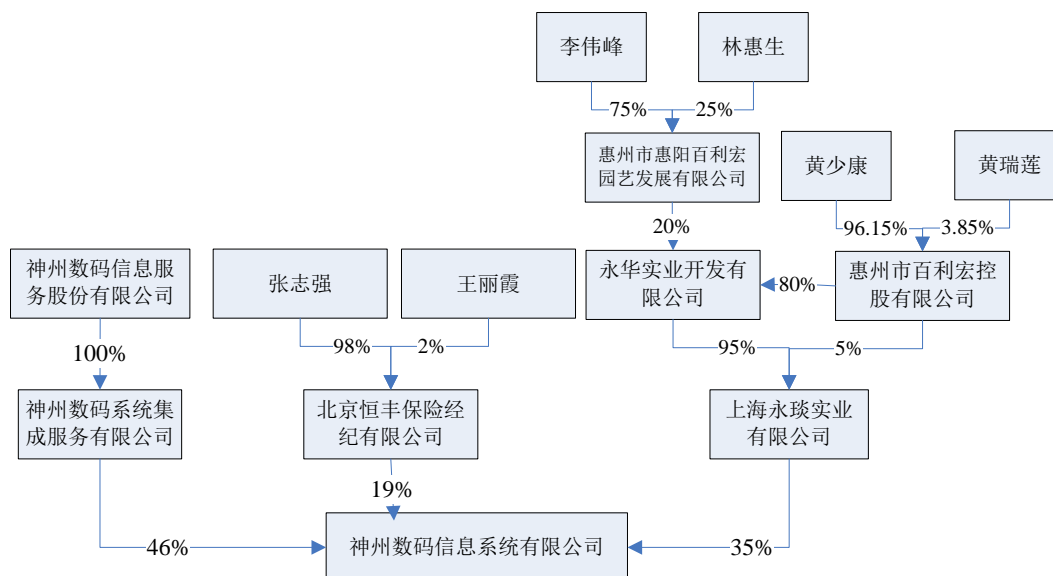 李伟峰
林惠生
75%
25%
惠州市惠阳百利宏
园艺发展有限公司
黄少康
黄瑞莲
20%
96.15%
3.85%
神州数码信息服
务股份有限公司
张志强
王丽霞
永华实业开发有
限公司
80%
惠州市百利宏控
股有限公司
100%
98%
2%
95%
5%
神州数码系统集
成服务有限公司
北京恒丰保险经
纪有限公司
上海永琰实业
有限公司
19%
46%
神州数码信息系统有限公司
35%